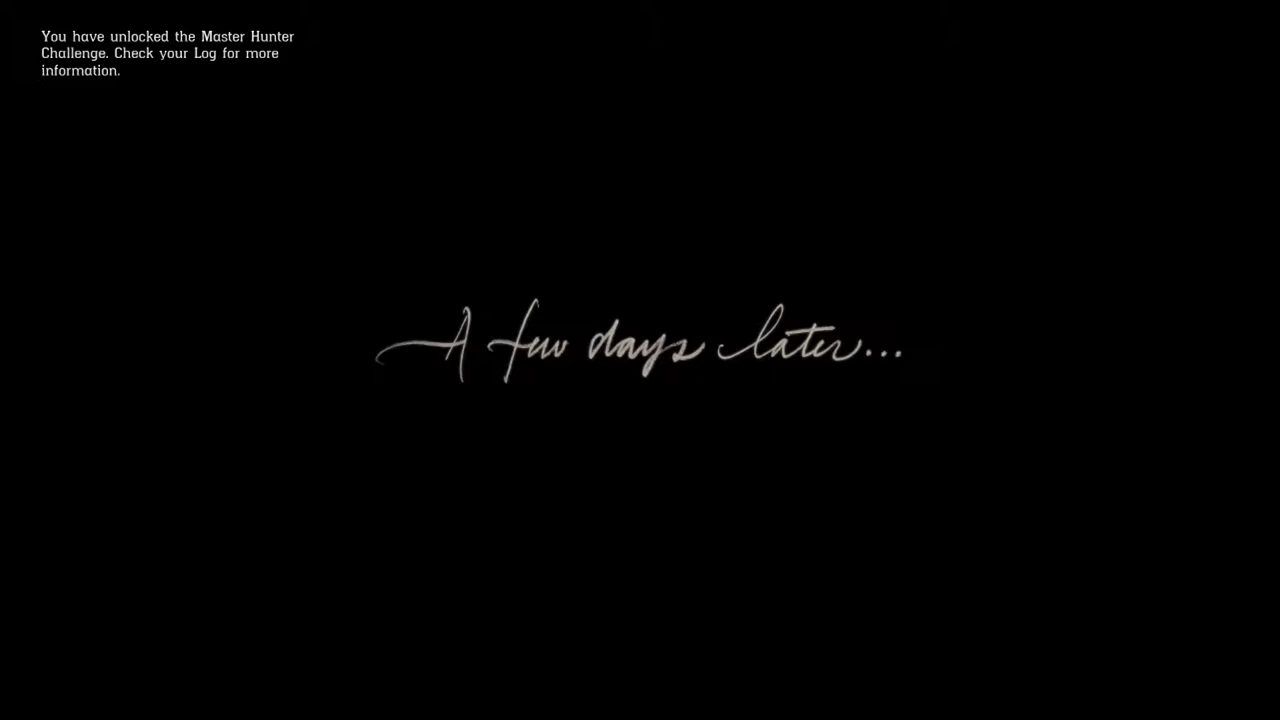 You have unlocked the Master Hunter
Challenge. Check your Log for more
information.
A few days later...